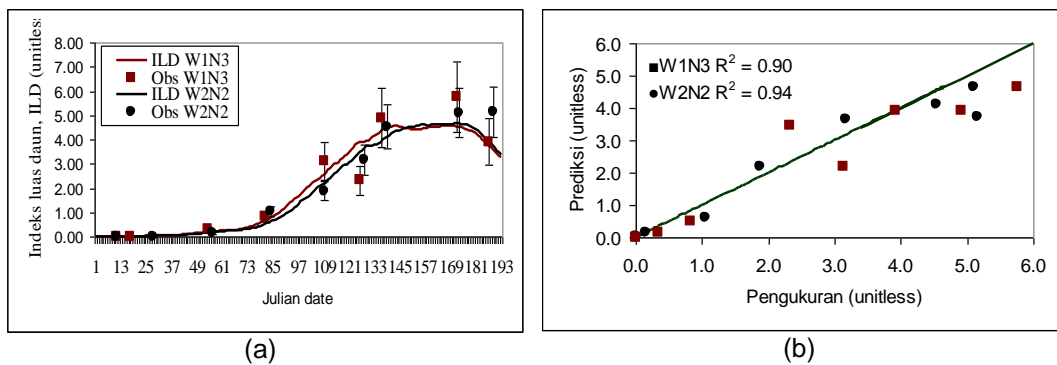 Indeks luas daun, ILD (unitles
8.00
7.00
6.00
5.00
4.00
3.00
2.00
1.00
0.00
ILD W1N3
Obs W1N3
ILD W2N2
Obs W2N2
1 13 25 37 49 61 73 85 97 109 121 133 145 157 169 181 193
Julian date
(a)
Prediksi (unitless)
6.0
5.0
4.0
3.0
2.0
1.0
0.0
W1N3 R² = 0.90
W2N2 R² = 0.94
0.0 1.0 2.0 3.0 4.0 5.0 6.0
Pengukuran (unitless)
(b)